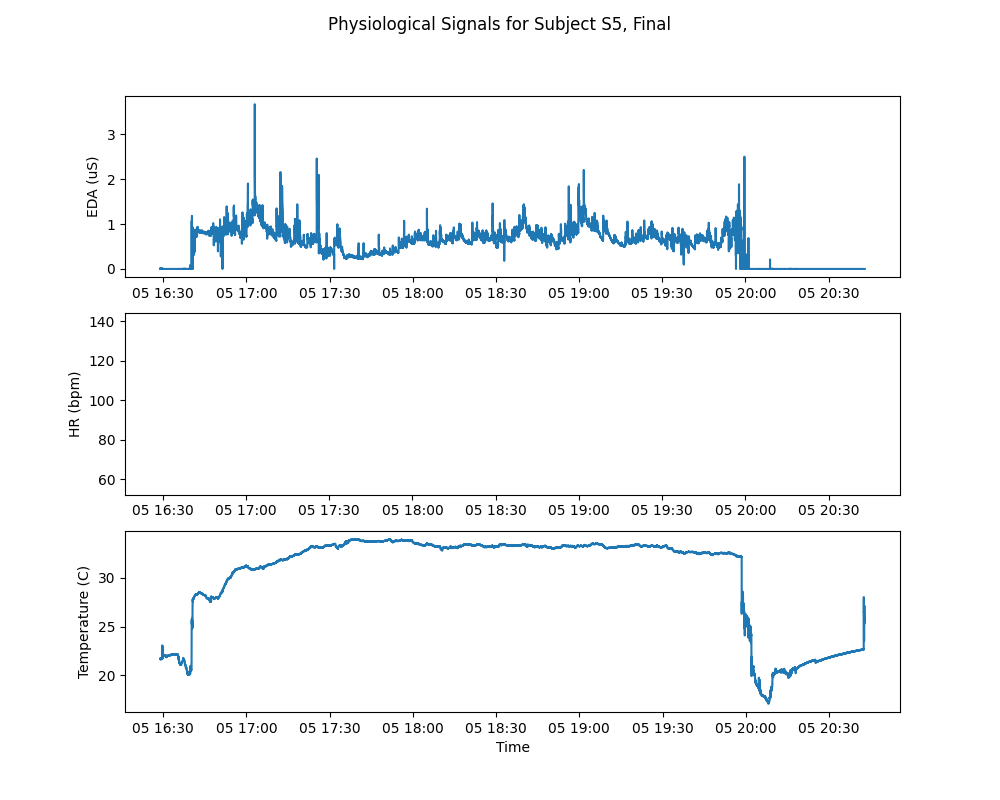 Physiological Signals for Subject S5, Final
3
2
1
0
EDA (uS)
05 16:30 05 17:00 05 17:30 05 18:00 05 18:30 05 19:00 05 19:30 05 20:00 05 20:30
140
120
100
80
60
HR (bpm)
05 16:30 05 17:00 05 17:30 05 18:00 05 18:30 05 19:00 05 19:30 05 20:00 05 20:30
30
25
20
Temperature (C)
05 16:30 05 17:00 05 17:30 05 18:00 05 18:30 05 19:00 05 19:30 05 20:00 05 20:30
Time